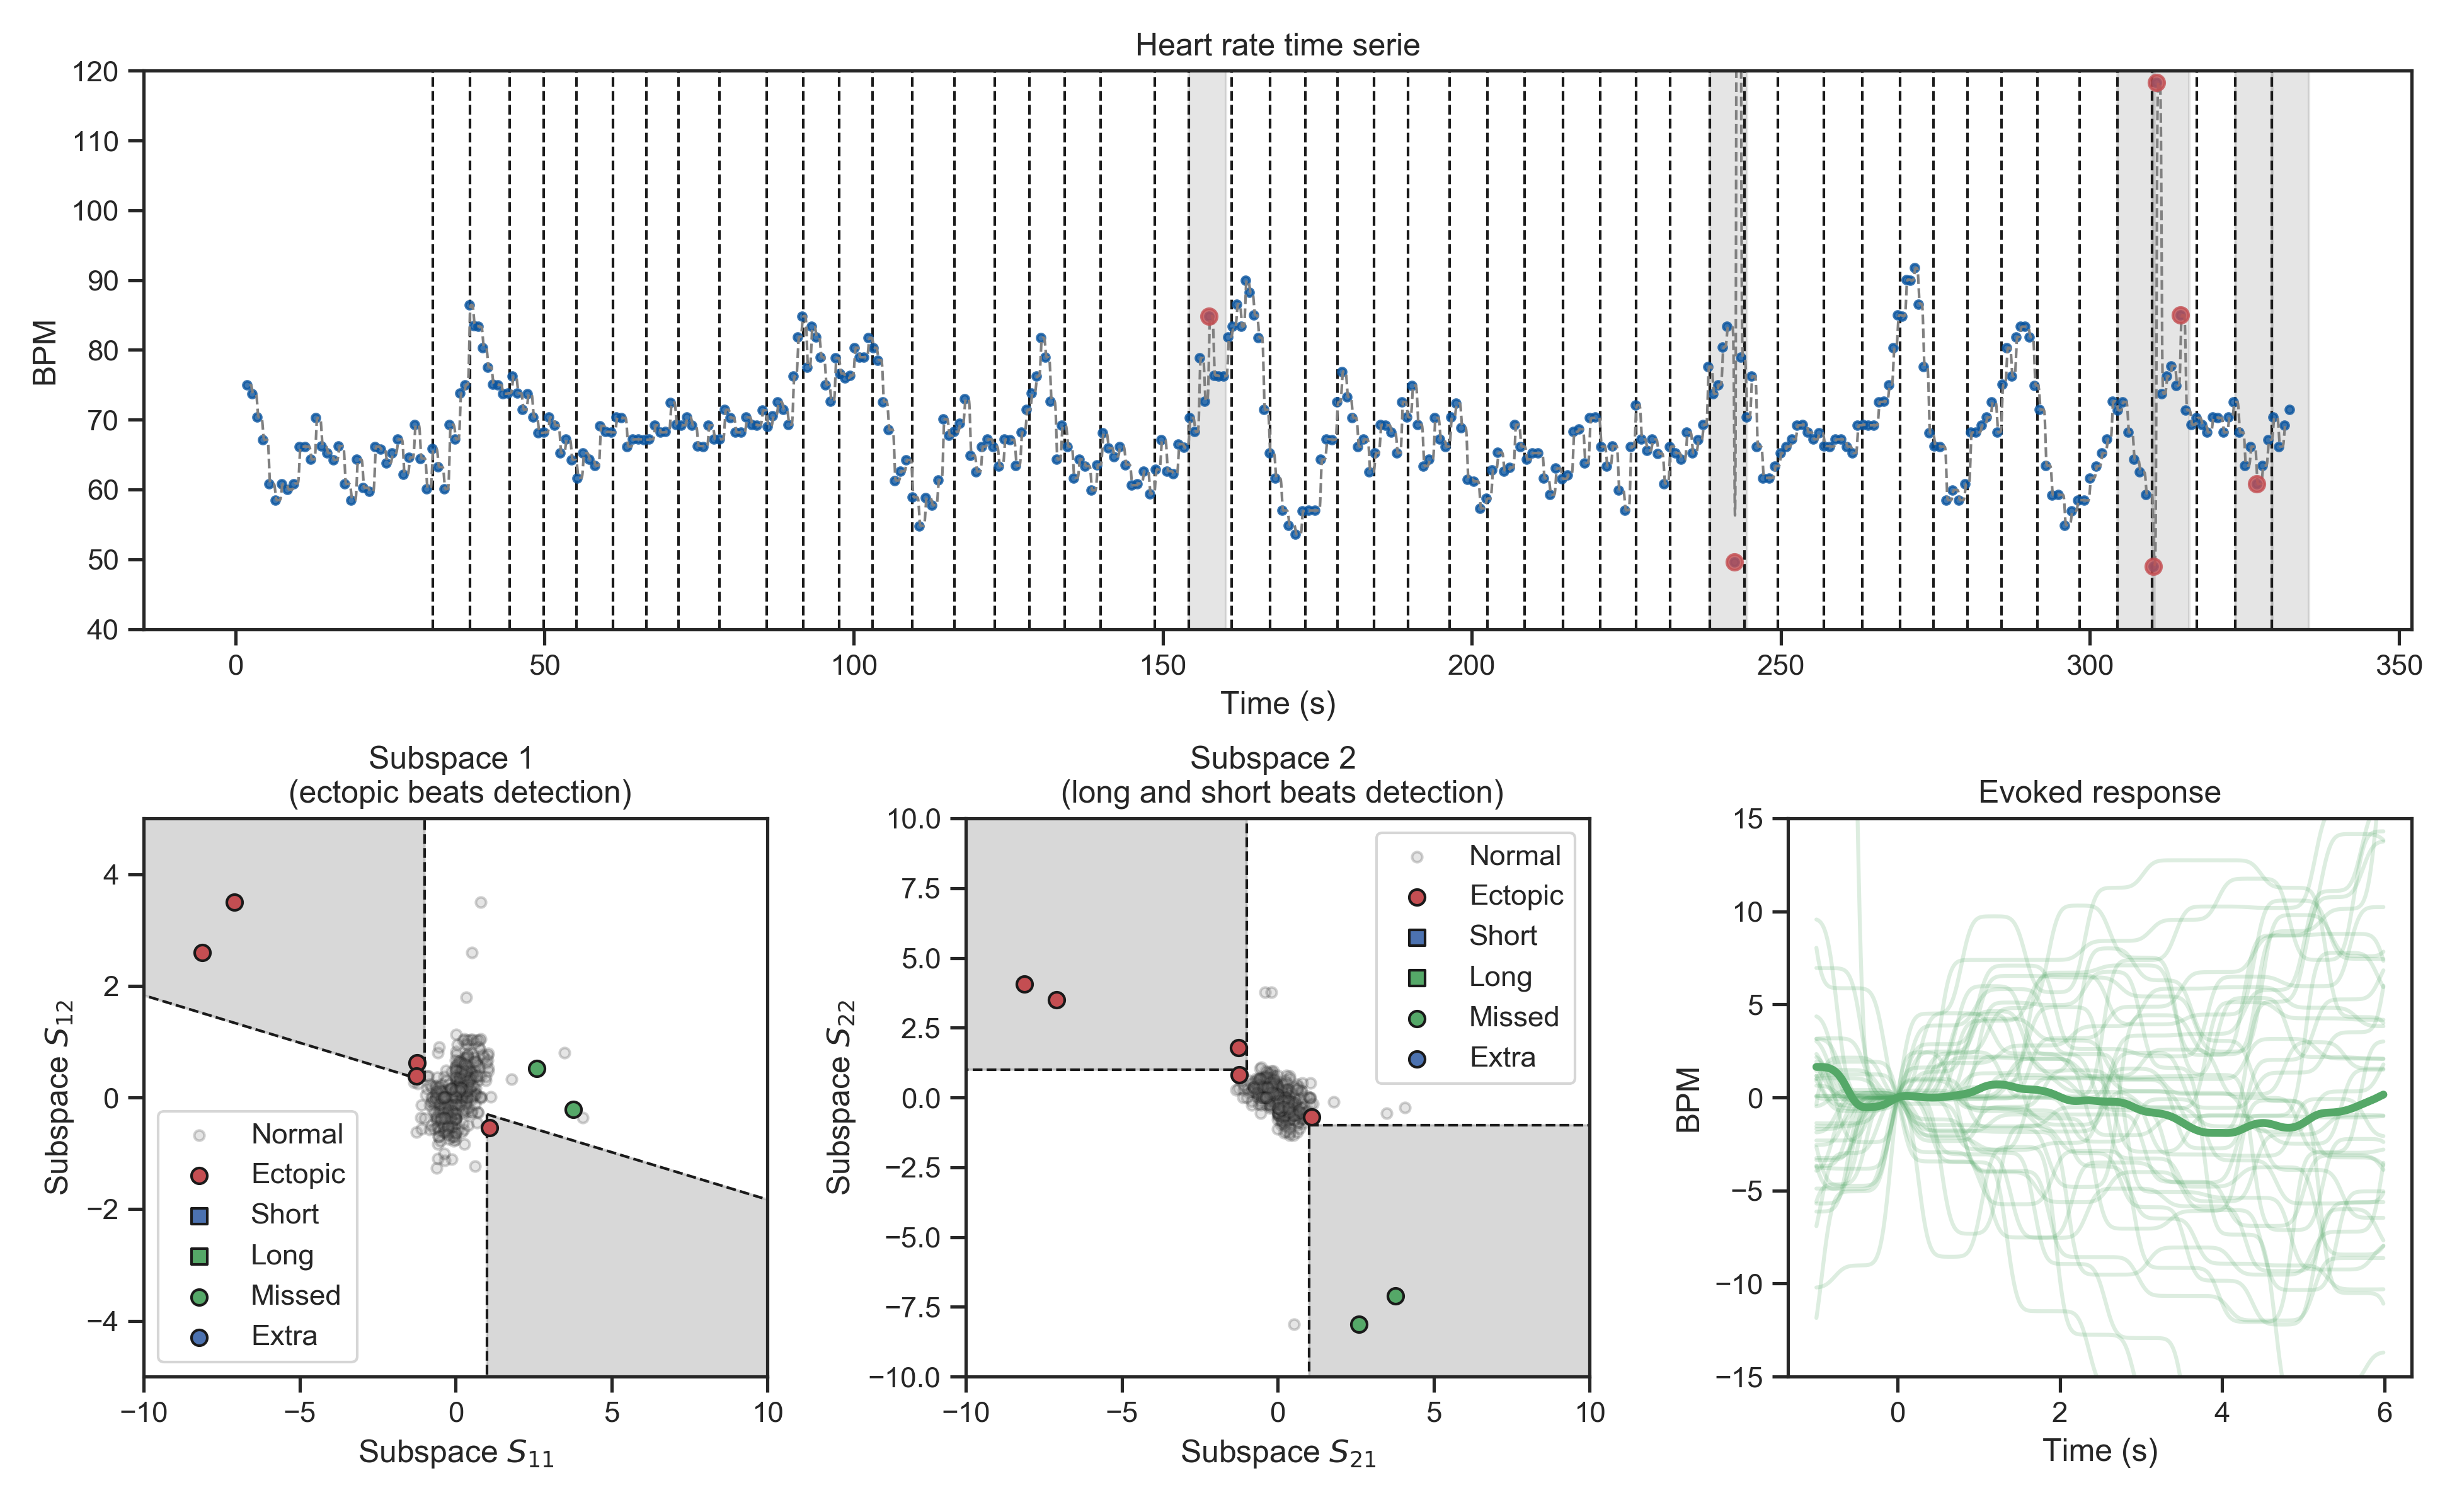 Heart rate time serie
120
110
100
90
80
70
60
50
40
BPM
0 50 100 150 200 250 300 350
Time (s)
Subspace 1
(ectopic beats detection)
4
2
0
−2
−4
Subspace S12
Normal
Ectopic
Short
Long
Missed
Extra
−10 −5 0 5 10
Subspace S11
Subspace 2
(long and short beats detection)
10.0
7.5
5.0
2.5
0.0
−2.5
−5.0
−7.5
−10.0
Subspace S22
Normal
Ectopic
Short
Long
Missed
Extra
−10 −5 0 5 10
Subspace S21
Evoked response
15
10
5
0
−5
−10
−15
BPM
0 2 4 6
Time (s)